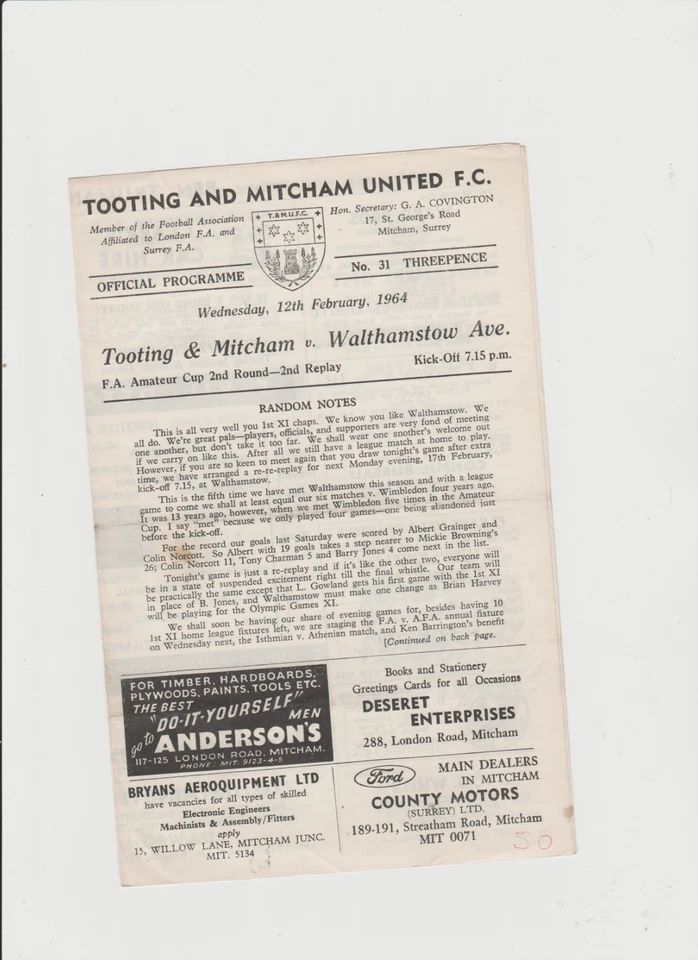 TOOTING AND MITCHAM UNITED F.C.
Member of the Football Association
Affiliated to London F.A. and
Surrey F.A.
T.&M.U.F.C.
Hon. Secretary: G. A. COVINGTON
17, St. George's Road
Mitcham, Surrey
OFFICIAL PROGRAMME
No. 31 THREEPENCE
Wednesday, 12th February, 1964
Tooting & Mitcham v. Walthamstow Ave.
F.A. Amateur Cup 2nd Round—2nd Replay
Kick-Off 7.15 p.m.
RANDOM NOTES
This is all very well you 1st XI chaps. We know you like Walthamstow. We
all do. We're great pals—players, officials, and supporters are very fond of meeting
one another, but don't take it too far. We shall wear one another's welcome out
if we carry on like this. After all we still have a league match at home to play.
However, if you are so keen to meet again that you draw tonight's game after extra
time, we have arranged a re-re-replay for next Monday evening, 17th February,
kick-off 7.15, at Walthamstow.
This is the fifth time we have met Walthamstow this season and with a league
game to come we shall at least equal our six matches v. Wimbledon four years ago.
It was 13 years ago, however, when we met Wimbledon five times in the Amateur
Cup. I say "met" because we only played four games—one being abandoned just
before the kick-off.
For the record our goals last Saturday were scored by Albert Grainger and
Colin Norcott. So Albert with 19 goals takes a step nearer to Mickie Browning's
26; Colin Norcott 11, Tony Charman 5 and Barry Jones 4 come next in the list.
Tonight's game is just a re-replay and if it's like the other two, everyone will
be in a state of suspended excitement right till the final whistle. Our team will
be practically the same except that L. Gowland gets his first game with the 1st XI
in place of B. Jones, and Walthamstow must make one change as Brian Harvey
will be playing for the Olympic Games XI.
We shall soon be having our share of evening games for, besides having 10
1st XI home league fixtures left, we are staging the F.A. v. A.F.A. annual fixture
on Wednesday next, the Isthmian v. Athenian match, and Ken Barrington's benefit
[Continued on back page.
FOR TIMBER, HARDBOARDS,
PLYWOODS, PAINTS, TOOLS ETC.
THE BEST
"DO-IT-YOURSELF"
MEN
go to ANDERSON'S
117-125 LONDON ROAD. MITCHAM.
PHONE: MIT. 9123-4-5
Books and Stationery
Greetings Cards for all Occasions
DESERET
ENTERPRISES
288, London Road, Mitcham
BRYANS AEROQUIPMENT LTD
have vacancies for all types of skilled
Electronic Engineers
Machinists & Assembly/Fitters
apply
15, WILLOW LANE, MITCHAM JUNC.
MIT. 5134
Ford
MAIN DEALERS
IN MITCHAM
COUNTY MOTORS
(SURREY) LTD.
189-191, Streatham Road, Mitcham
MIT 0071
50